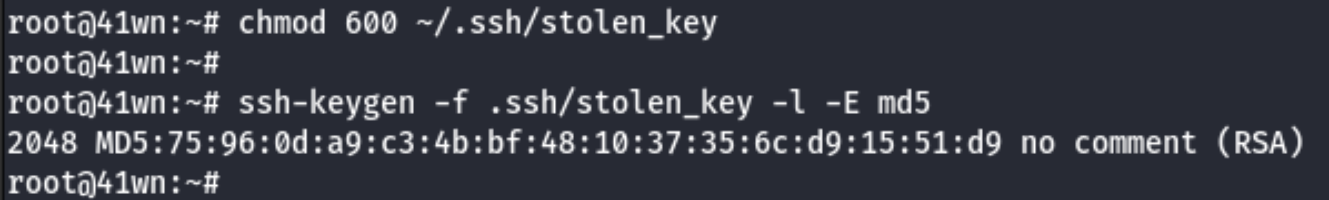 root@41wn:~# chmod 600 ~/.ssh/stolen_key
root@41wn:~#
root@41wn:~# ssh-keygen -f .ssh/stolen_key -l -E md5
2048 MD5:75:96:0d:a9:c3:4b:bf:48:10:37:35:6c:d9:15:51:d9 no comment (RSA)
root@41wn:~#